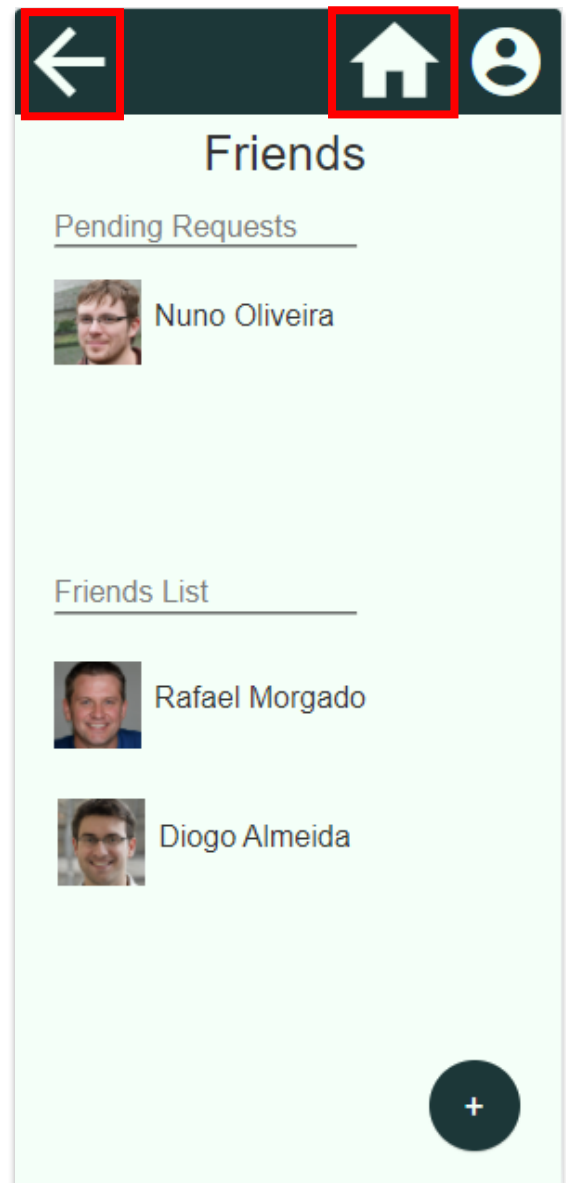 Friends
Pending Requests
Nuno Oliveira
Friends List
Rafael Morgado
Diogo Almeida
+